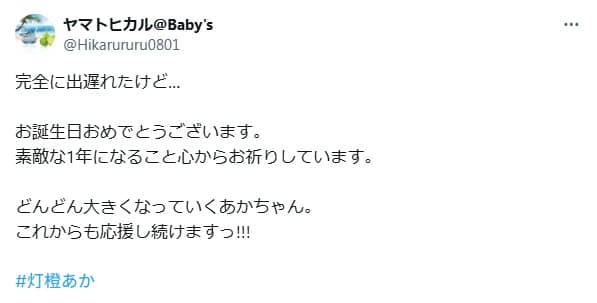 ヤマトヒカル@Baby's
@Hikarururu0801
完全に出遅れたけど...
お誕生日おめでとうございます。
素敵な1年になること心からお祈りしています。
どんどん大きくなっていくあかちゃん。
これからも応援し続けますっ!!!
#灯橙あか